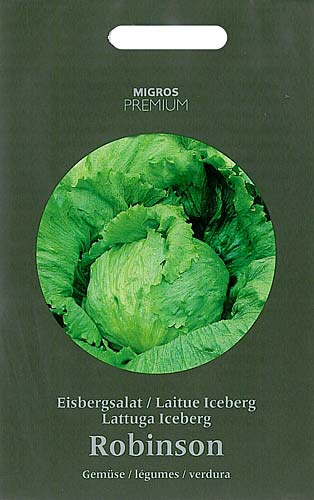 MIGROS
PREMIUM
Eisbergsalat / Laitue Iceberg
Lattuga Iceberg
Robinson
Gemüse / légumes / verdura